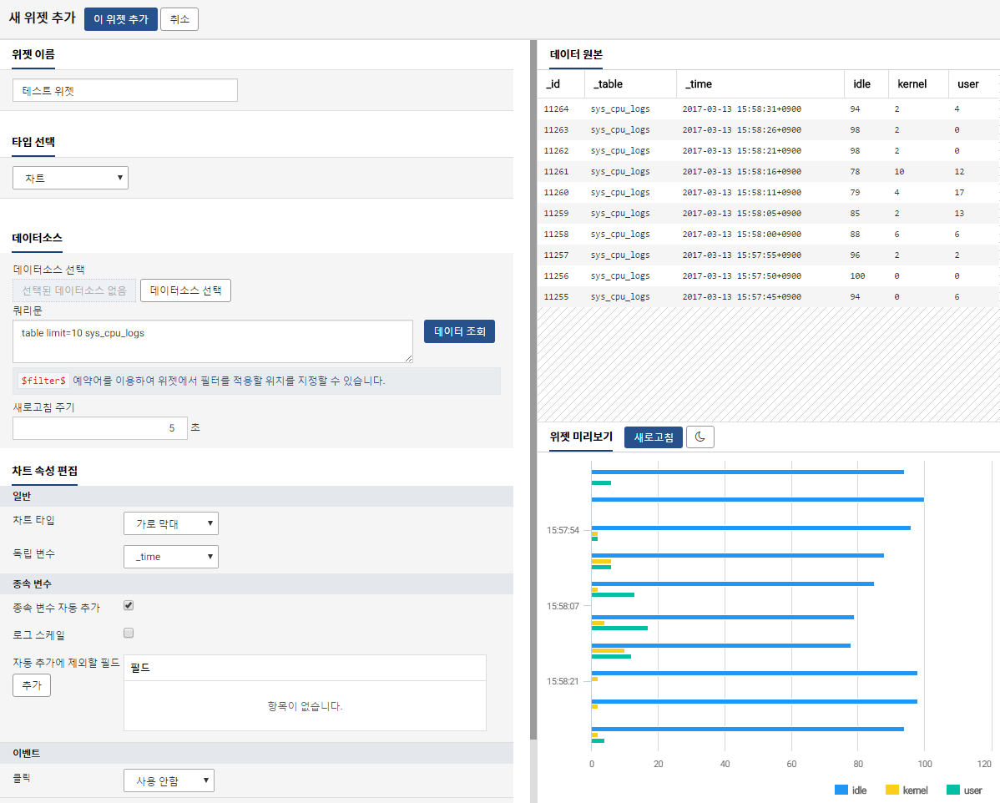 새 위젯 추가 이 위젯 추가 취소
위젯 이름
테스트 위젯
타입 선택
차트
데이터소스
데이터소스 선택
선택된 데이터소스 없음 데이터소스 선택
쿼리문
table limit=10 sys_cpu_logs
데이터 조회
$filter$ 예약어를 이용하여 위젯에서 필터를 적용할 위치를 지정할 수 있습니다.
새로고침 주기
5 초
차트 속성 편집
일반
차트 타입 가로 막대
독립 변수 _time
종속 변수
종속 변수 자동 추가
로그 스케일
자동 추가에 제외할 필드
추가
필드
항목이 없습니다.
이벤트
클릭 사용 안함
데이터 원본
_id _table _time idle kernel user
11264 sys_cpu_logs 2017-03-13 15:58:31+0900 94 2 4
11263 sys_cpu_logs 2017-03-13 15:58:26+0900 98 2 0
11262 sys_cpu_logs 2017-03-13 15:58:21+0900 98 2 0
11261 sys_cpu_logs 2017-03-13 15:58:16+0900 78 10 12
11260 sys_cpu_logs 2017-03-13 15:58:11+0900 79 4 17
11259 sys_cpu_logs 2017-03-13 15:58:05+0900 85 2 13
11258 sys_cpu_logs 2017-03-13 15:58:00+0900 88 6 6
11257 sys_cpu_logs 2017-03-13 15:57:55+0900 96 2 2
11256 sys_cpu_logs 2017-03-13 15:57:50+0900 100 0 0
11255 sys_cpu_logs 2017-03-13 15:57:45+0900 94 0 6
위젯 미리보기 새로고침
15:57:54
15:58:07
15:58:21
0 20 40 60 80 100 120
idle kernel user